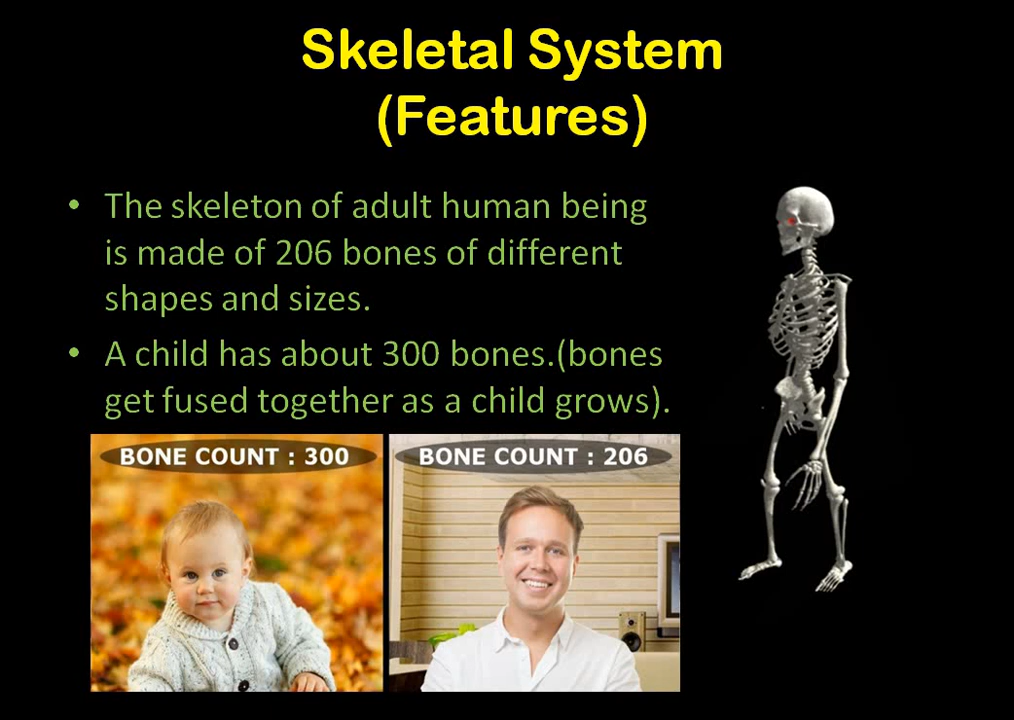 Skeletal System
(Features)
• The skeleton of adult human being
is made of 206 bones of different
shapes and sizes.
• A child has about 300 bones.(bones
get fused together as a child grows).
BONE COUNT : 300
BONE COUNT : 206